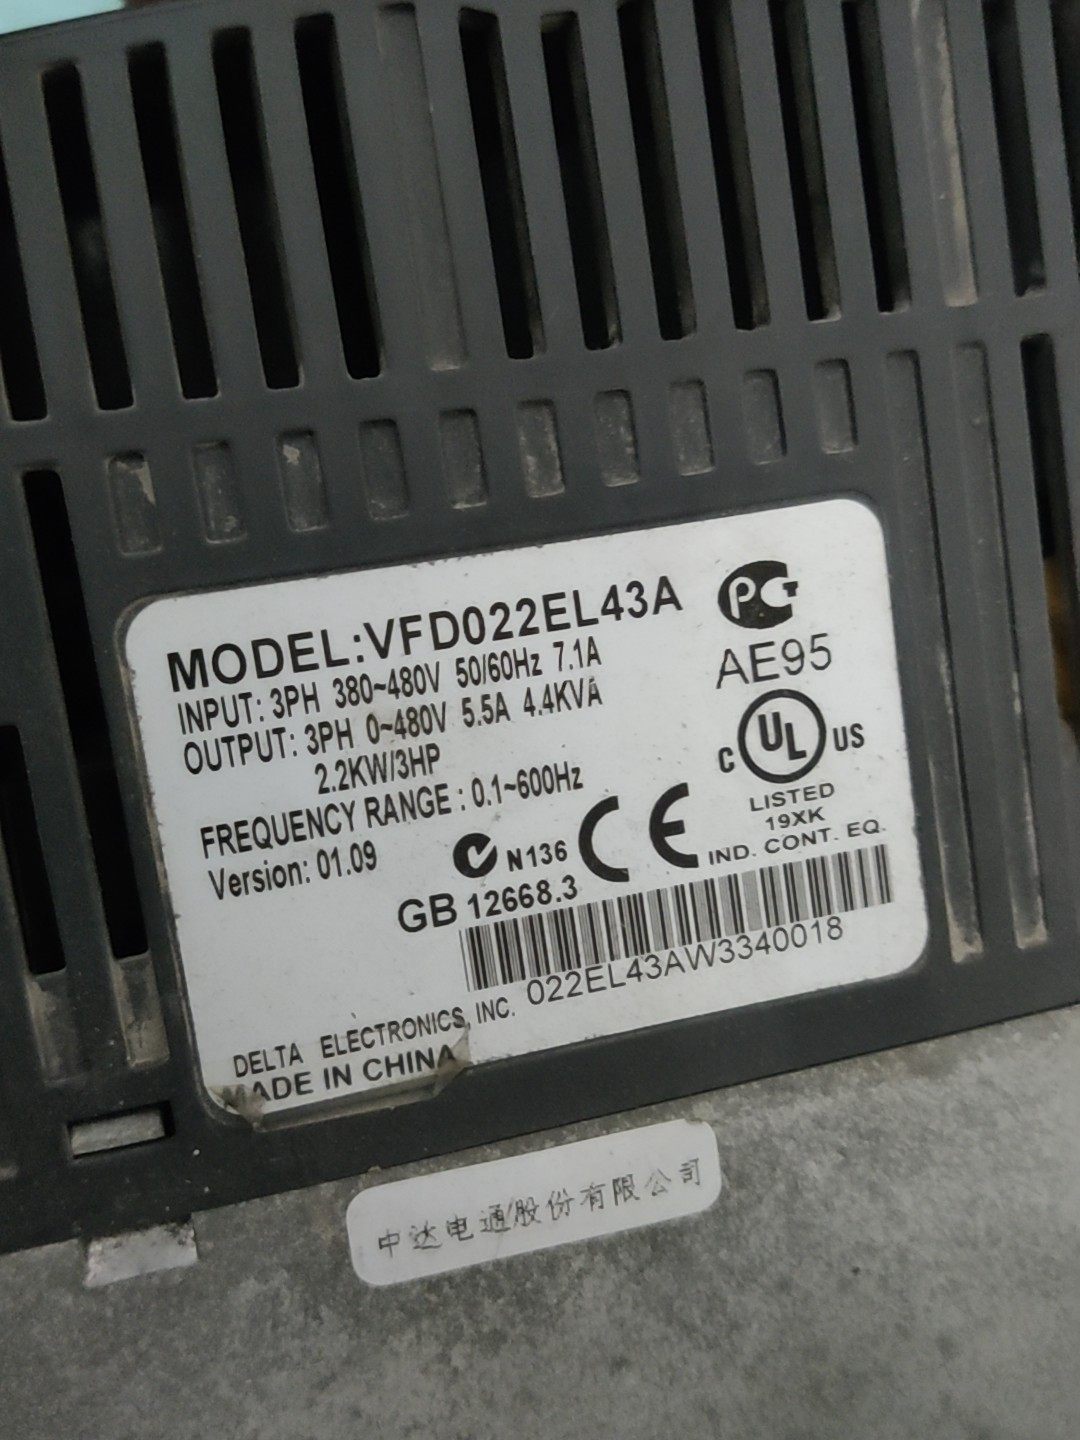 MODEL:VFD022EL43A
INPUT: 3PH 380~480V 50/60Hz 7.1A
OUTPUT: 3PH 0~480V 5.5A 4.4KVA
2.2KW/3HP
FREQUENCY RANGE : 0.1~600Hz
Version: 01.09
PCT
AE95
C UL US
LISTED
19XK
IND. CONT. EQ.
N136 CE
GB 12668.3
022EL43AW3340018
DELTA ELECTRONICS, INC.
MADE IN CHINA
中达电通股份有限公司